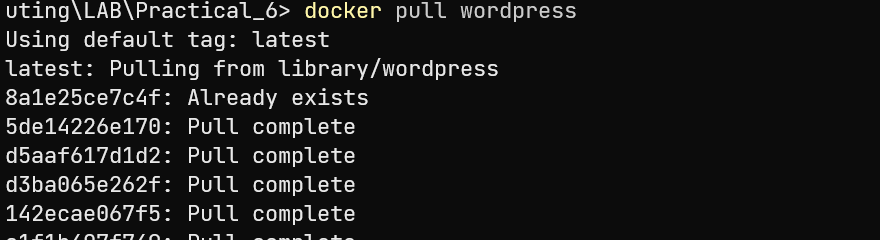 uting\LAB\Practical_6> docker pull wordpress
Using default tag: latest
latest: Pulling from library/wordpress
8a1e25ce7c4f: Already exists
5de14226e170: Pull complete
d5aaf617d1d2: Pull complete
d3ba065e262f: Pull complete
142ecae067f5: Pull complete
Pull complete